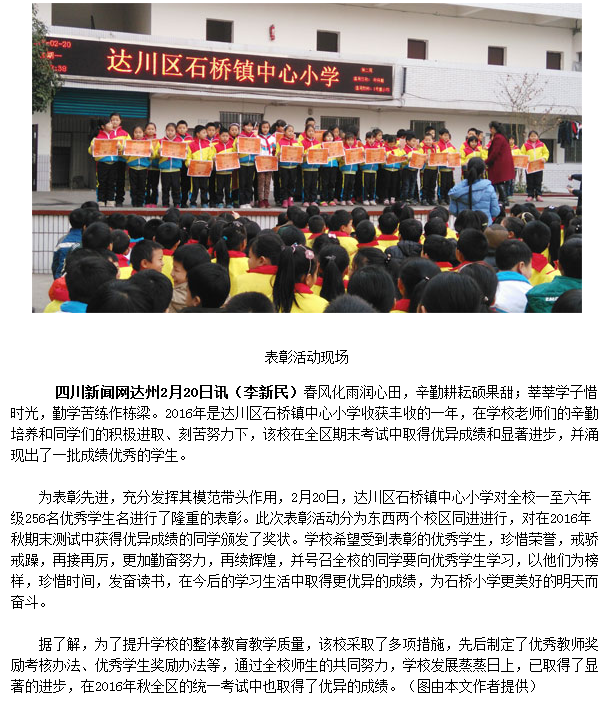 02-20
达川区石桥镇中心小学
表彰活动现场
四川新闻网达州2月20日讯（李新民）春风化雨润心田，辛勤耕耘硕果甜；莘莘学子惜
时光，勤学苦练作栋梁。2016年是达川区石桥镇中心小学收获丰收的一年，在学校老师们的辛勤
培养和同学们的积极进取、刻苦努力下，该校在全区期末考试中取得优异成绩和显著进步，并涌
现出了一批成绩优秀的学生。
为表彰先进，充分发挥其模范带头作用，2月20日，达川区石桥镇中心小学对全校一至六年
级256名优秀学生名进行了隆重的表彰。此次表彰活动分为东西两个校区同进进行，对在2016年
秋期末测试中获得优异成绩的同学颁发了奖状。学校希望受到表彰的优秀学生，珍惜荣誉，戒骄
戒躁，再接再厉，更加勤奋努力，再续辉煌，并号召全校的同学们要向优秀学生学习，以他们为榜
样，珍惜时间，发奋读书，在今后的学习生活中取得更优异的成绩，为石桥小学更美好的明天而
奋斗。
据了解，为了提升学校的整体教育教学质量，该校采取了多项措施，先后制定了优秀教师奖
励考核办法、优秀学生奖励办法等，通过全校师生的共同努力，学校发展蒸蒸日上，已取得了显
著的进步，在2016年秋全区的统一考试中也取得了优异的成绩。（图由本文作者提供）